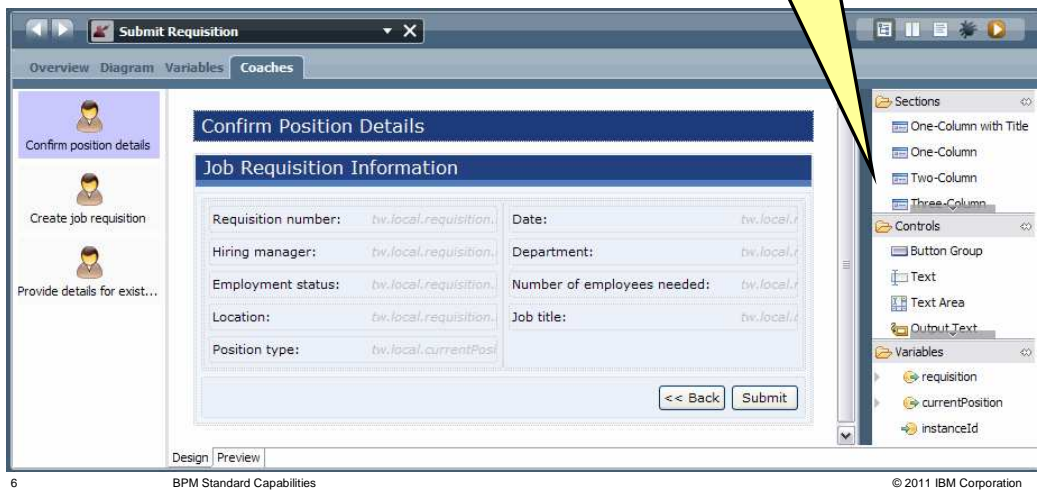 Submit Requisition
Overview Diagram Variables Coaches
Confirm position details
Create job requisition
Provide details for exist...
Confirm Position Details
Job Requisition Information
Requisition number: tw.local.requisition.
Date: tw.local.r
Hiring manager: tw.local.requisition.
Department: tw.local.r
Employment status: tw.local.requisition.
Number of employees needed: tw.local.r
Location: tw.local.requisition.
Job title: tw.local.
Position type: tw.local.currentPosi
<< Back Submit
Design Preview
Sections
One-Column with Title
One-Column
Two-Column
Three-Column
Controls
Button Group
Text
Text Area
Output Text
Variables
requisition
currentPosition
instanceId
6 BPM Standard Capabilities © 2011 IBM Corporation